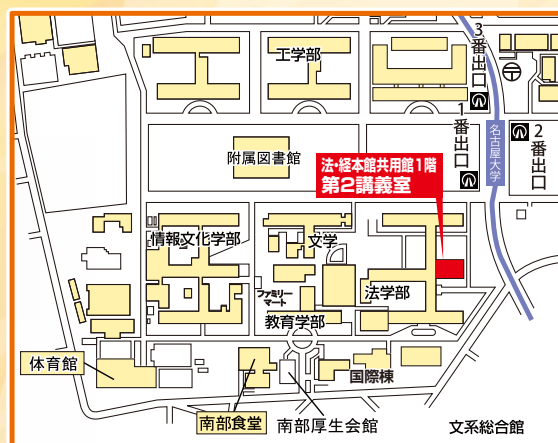 工学部
3番出口
〒
附属図書館
1番出口
名古屋大学
2番出口
法・経本館共用館1階
第2講義室
情報文化学部
文学
ファミリー
マート
法学部
教育学部
体育館
国際棟
南部食堂
南部厚生会館
文系総合館